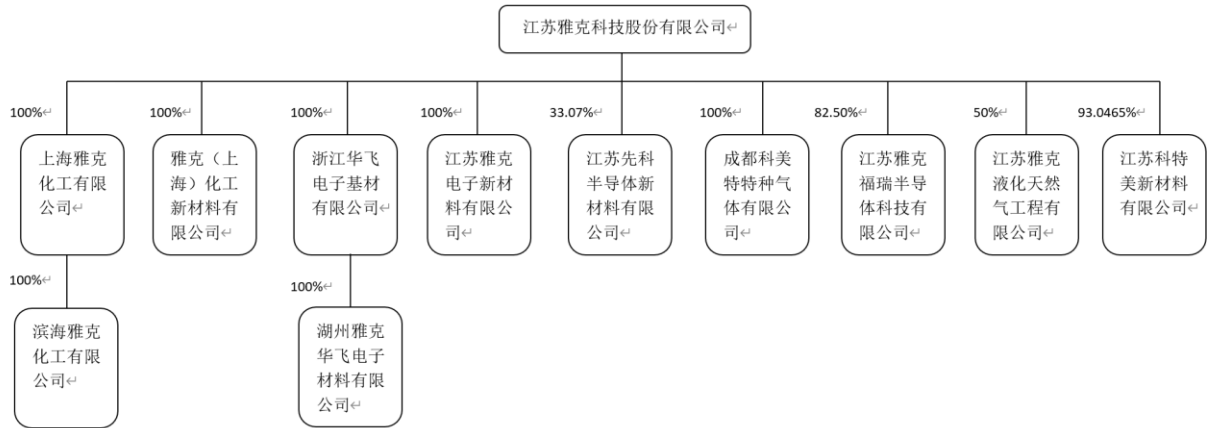 江苏雅克科技股份有限公司↵
100%↵
100%↵
100%↵
100%↵
33.07%↵
100%↵
82.50%↵
50%↵
93.0465%↵
上海雅克
化工有限
公司↵
雅克（上
海）化工
新材料有
限公司↵
浙江华飞
电子基材
有限公司↵
江苏雅克
电子新材
料有限公
司↵
江苏先科
半导体新
材料有限
公司↵
成都科美
特特种气
体有限公
司↵
江苏雅克
福瑞半导
体科技有
限公司↵
江苏雅克
液化天然
气工程有
限公司↵
江苏科特
美新材料
有限公司↵
100%↵
100%↵
滨海雅克
化工有限
公司↵
湖州雅克
华飞电子
材料有限
公司↵